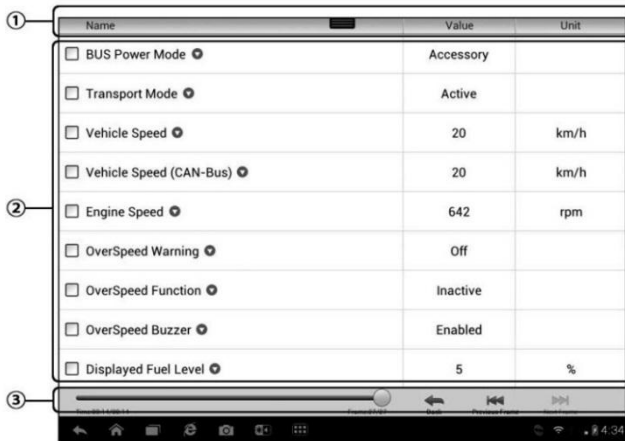 ①
Name Value Unit
②
BUS Power Mode Accessory
Transport Mode Active
Vehicle Speed 20 km/h
Vehicle Speed (CAN-Bus) 20 km/h
Engine Speed 642 rpm
OverSpeed Warning Off
OverSpeed Function Inactive
OverSpeed Buzzer Enabled
Displayed Fuel Level 5 %
③
Back Previous Frame Next Frame
4:34